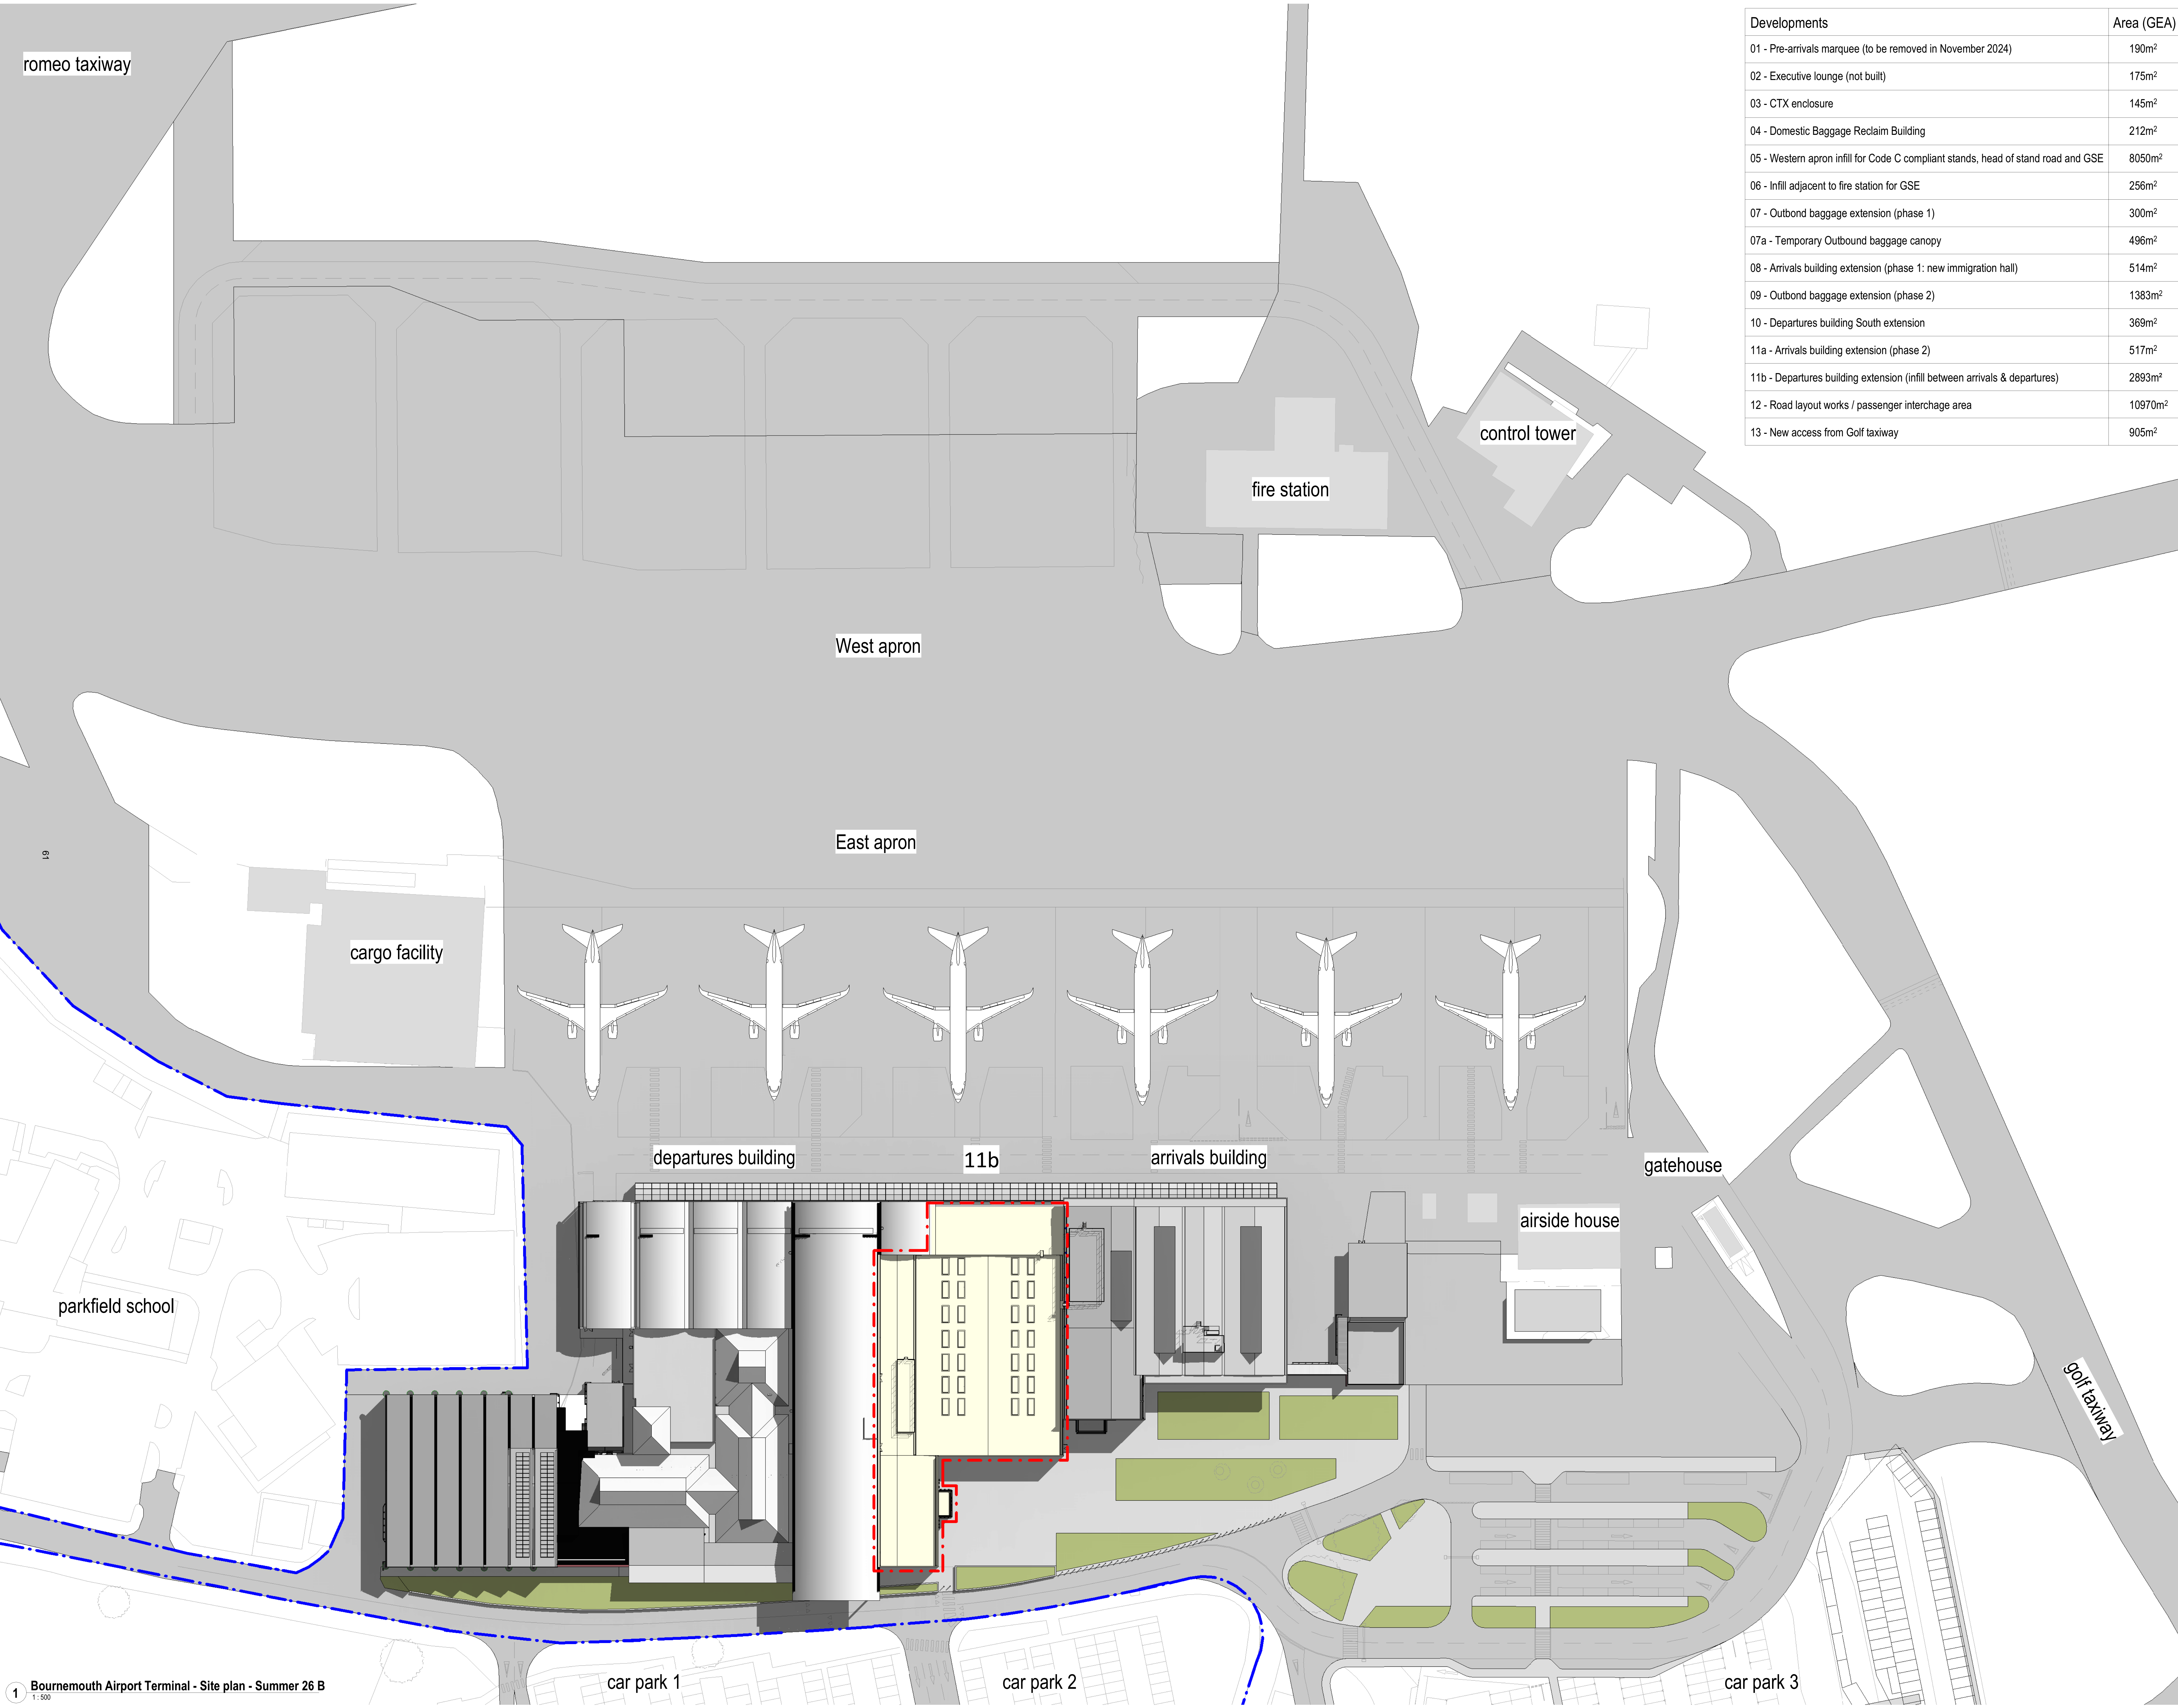 romeo taxiway
Developments Area (GEA)
01 - Pre-arrivals marquee (to be removed in November 2024) 190m²
02 - Executive lounge (not built) 175m²
03 - CTX enclosure 145m²
04 - Domestic Baggage Reclaim Building 212m²
05 - Western apron infill for Code C compliant stands, head of stand road and GSE 8050m²
06 - Infill adjacent to fire station for GSE 256m²
07 - Outbond baggage extension (phase 1) 300m²
07a - Temporary Outbound baggage canopy 496m²
08 - Arrivals building extension (phase 1: new immigration hall) 514m²
09 - Outbond baggage extension (phase 2) 1383m²
10 - Departures building South extension 369m²
11a - Arrivals building extension (phase 2) 517m²
11b - Departures building extension (infill between arrivals & departures) 2893m²
12 - Road layout works / passenger interchage area 10970m²
13 - New access from Golf taxiway 905m²
control tower
fire station
West apron
East apron
61
cargo facility
departures building
11b
arrivals building
gatehouse
airside house
parkfield school
golf taxiway
car park 1
car park 2
car park 3
1 Bournemouth Airport Terminal - Site plan - Summer 26 B
1 : 500